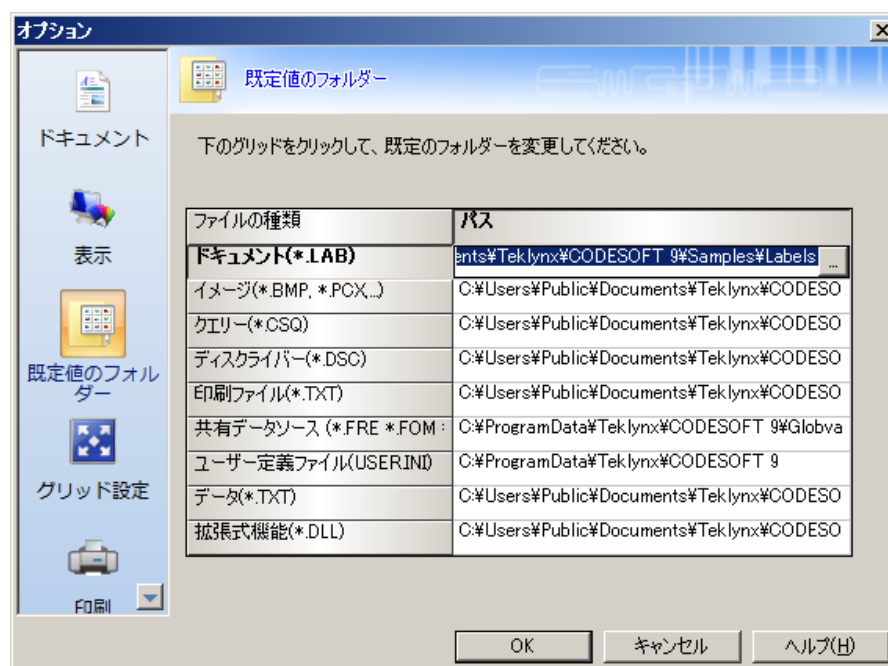 オプション
ドキュメント
表示
既定値のフォル
ダー
グリッド設定
印刷
既定値のフォルダー
下のグリッドをクリックして、既定のフォルダーを変更してください。
ファイルの種類 パス
ドキュメント(*.LAB) ents¥Teklynx¥CODESOFT 9¥Samples¥Labels ...
イメージ(*.BMP, *.PCX,...) C:¥Users¥Public¥Documents¥Teklynx¥CODESO
クエリー(*.CSQ) C:¥Users¥Public¥Documents¥Teklynx¥CODESO
ディスクライバー(*.DSC) C:¥Users¥Public¥Documents¥Teklynx¥CODESO
印刷ファイル(*.TXT) C:¥Users¥Public¥Documents¥Teklynx¥CODESO
共有データソース (*.FRE *.FOM : C:¥ProgramData¥Teklynx¥CODESOFT 9¥Globva
ユーザー定義ファイル(USER.INI) C:¥ProgramData¥Teklynx¥CODESOFT 9
データ(*.TXT) C:¥Users¥Public¥Documents¥Teklynx¥CODESO
拡張式機能(*.DLL) C:¥Users¥Public¥Documents¥Teklynx¥CODESO
OK キャンセル ヘルプ(H)